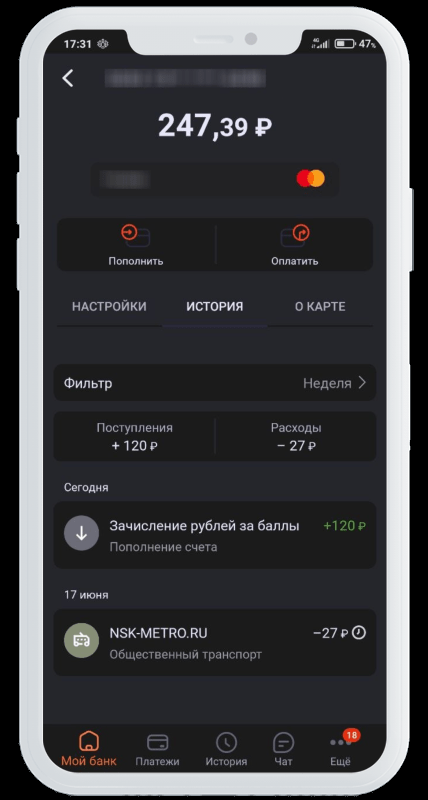 17:31
4G
47%
247,39 ₽
Пополнить
Оплатить
НАСТРОЙКИ ИСТОРИЯ О КАРТЕ
Фильтр Неделя
Поступления Расходы
+ 120 ₽ – 27 ₽
Сегодня
Зачисление рублей за баллы +120 ₽
Пополнение счета
17 июня
NSK-METRO.RU –27 ₽
Общественный транспорт
18
Мой банк Платежи История Чат Ещё